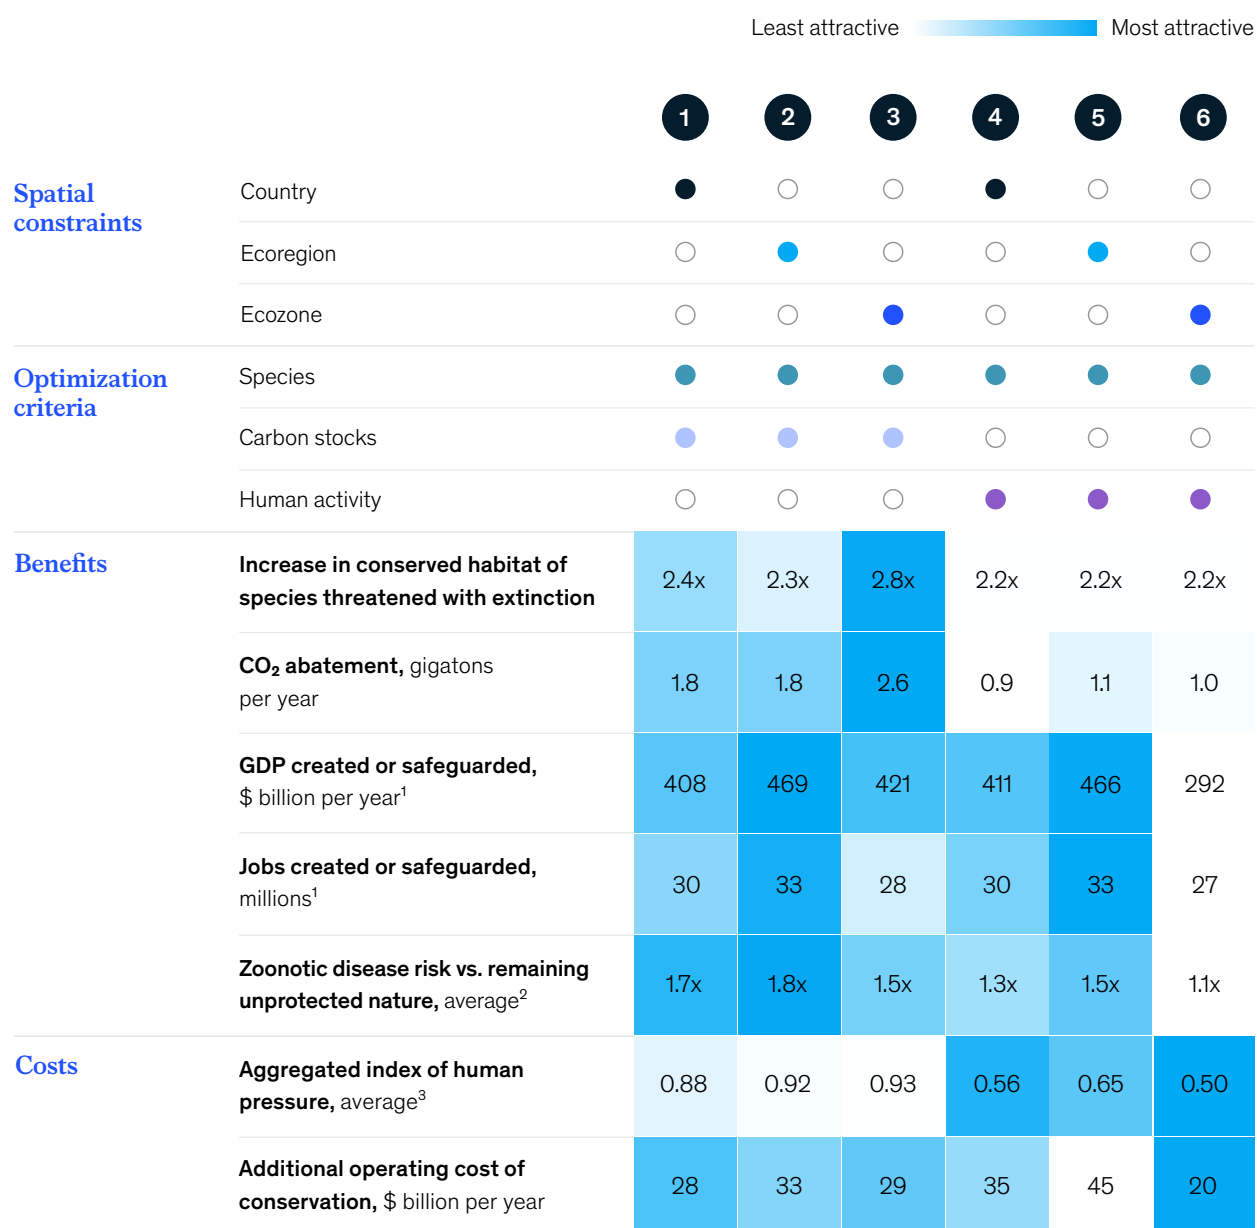 Least attractive Most attractive
1 2 3 4 5 6
Spatial
constraints
Country
Ecoregion
Ecozone
Optimization
criteria
Species
Carbon stocks
Human activity
Benefits
Increase in conserved habitat of
species threatened with extinction
2.4x 2.3x 2.8x 2.2x 2.2x 2.2x
CO₂ abatement, gigatons
per year
1.8 1.8 2.6 0.9 1.1 1.0
GDP created or safeguarded,
$ billion per year¹
408 469 421 411 466 292
Jobs created or safeguarded,
millions¹
30 33 28 30 33 27
Zoonotic disease risk vs. remaining
unprotected nature, average²
1.7x 1.8x 1.5x 1.3x 1.5x 1.1x
Costs
Aggregated index of human
pressure, average³
0.88 0.92 0.93 0.56 0.65 0.50
Additional operating cost of
conservation, $ billion per year
28 33 29 35 45 20